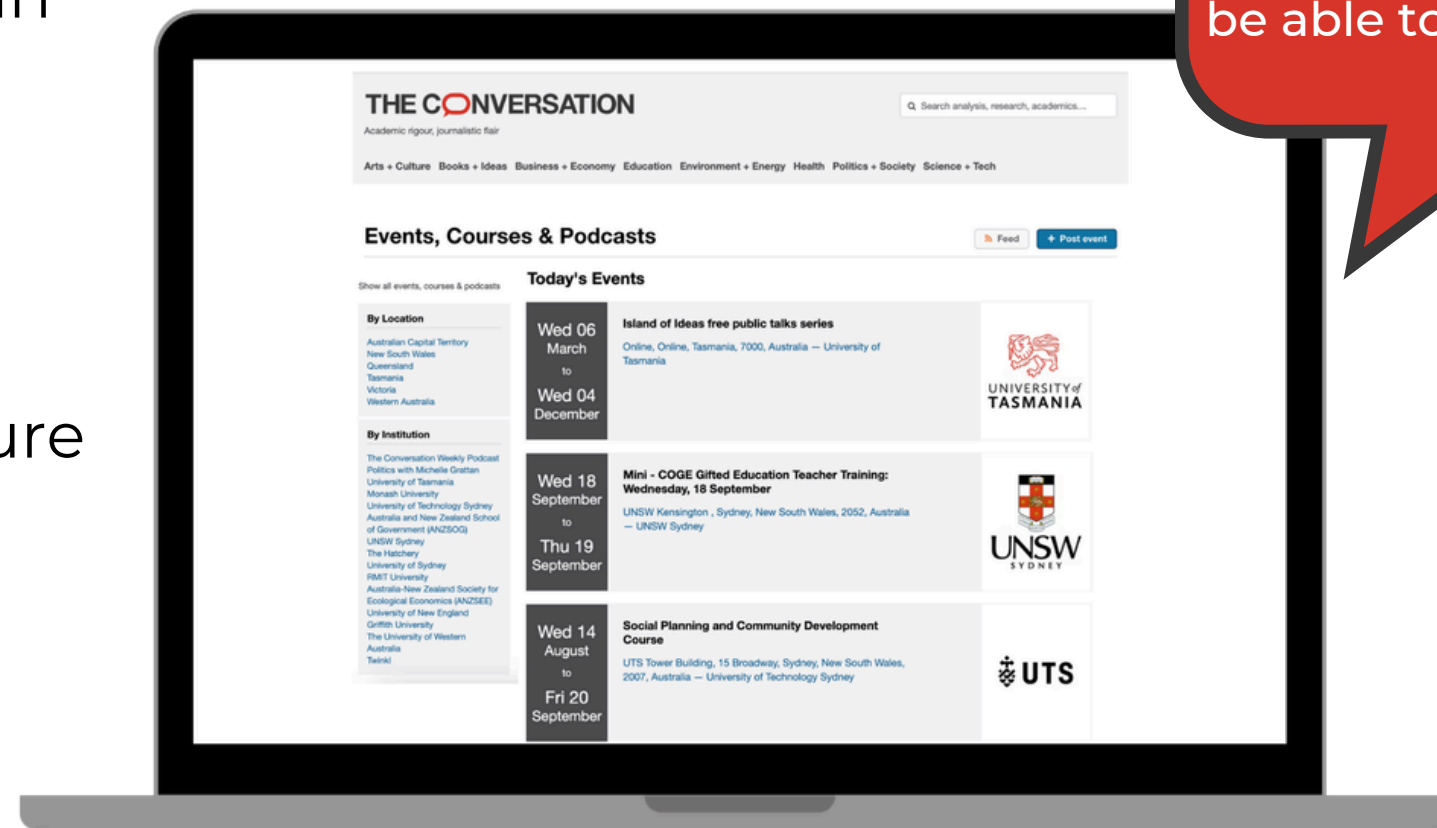 be able to
ure
THE CONVERSATION
Academic rigour, journalistic flair
Search analysis, research, academics...
Arts + Culture Books + Ideas Business + Economy Education Environment + Energy Health Politics + Society Science + Tech
Events, Courses & Podcasts
Feed
+ Post event
Show all events, courses & podcasts
By Location
Australian Capital Territory
New South Wales
Queensland
Tasmania
Victoria
Western Australia
By Institution
The Conversation Weekly Podcast
Politics with Michelle Grattan
University of Tasmania
Monash University
University of Technology Sydney
Australia and New Zealand School
of Government (ANZSOG)
UNSW Sydney
The Hatchery
University of Sydney
RMIT University
Australia-New Zealand Society for
Ecological Economics (ANZSEE)
University of New England
Griffith University
The University of Western
Australia
Twinkl
Today's Events
Wed 06
March
to
Wed 04
December
Island of Ideas free public talks series
Online, Online, Tasmania, 7000, Australia — University of
Tasmania
UNIVERSITY of
TASMANIA
Wed 18
September
to
Thu 19
September
Mini - COGE Gifted Education Teacher Training:
Wednesday, 18 September
UNSW Kensington , Sydney, New South Wales, 2052, Australia
— UNSW Sydney
UNSW
SYDNEY
Wed 14
August
to
Fri 20
September
Social Planning and Community Development
Course
UTS Tower Building, 15 Broadway, Sydney, New South Wales,
2007, Australia — University of Technology Sydney
UTS